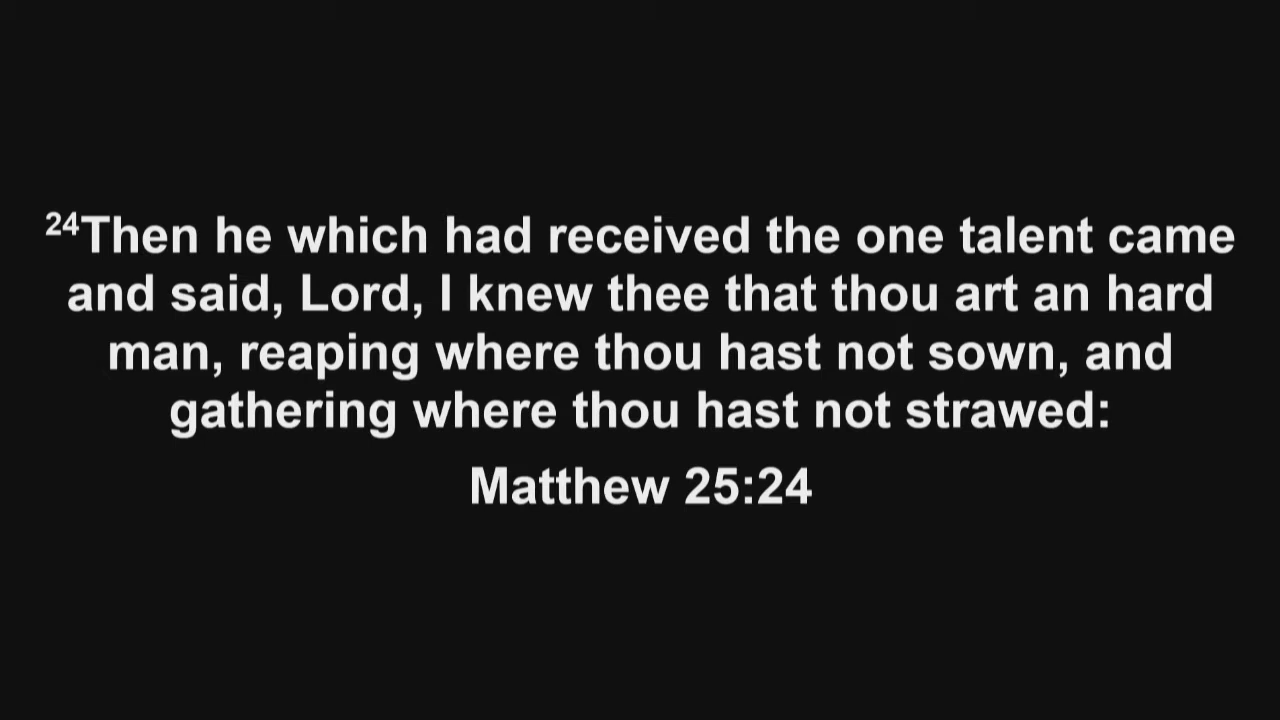 24Then he which had received the one talent came
and said, Lord, I knew thee that thou art an hard
man, reaping where thou hast not sown, and
gathering where thou hast not strawed:
Matthew 25:24